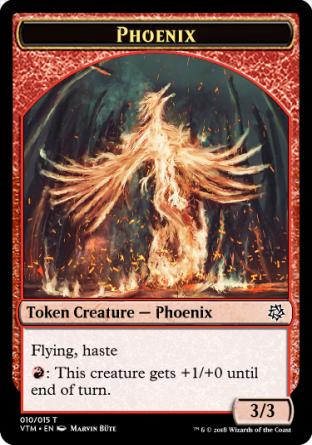 PHOENIX
Token Creature — Phoenix
Flying, haste
: This creature gets +1/+0 until
end of turn.
3/3
010/015 T
VTM • EN MARVIN BÜTE
™ & © 2018 Wizards of the Coast